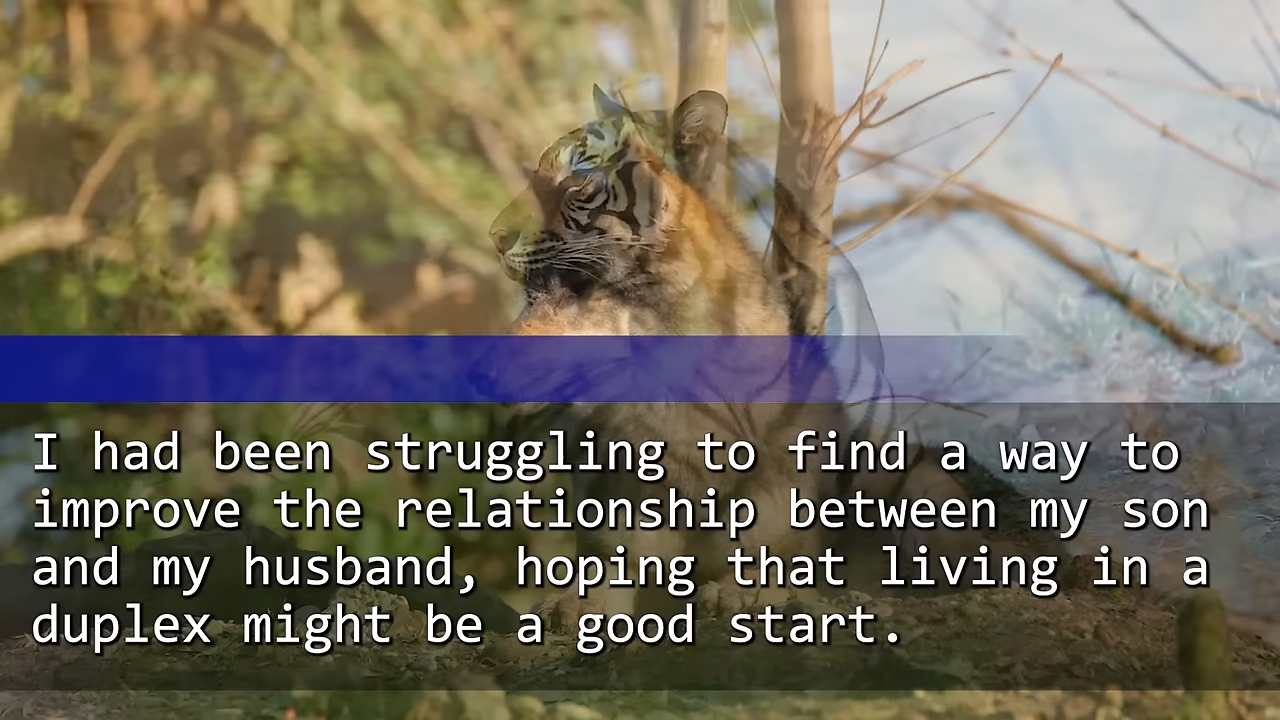 I had been struggling to find a way to
improve the relationship between my son
and my husband, hoping that living in a
duplex might be a good start.